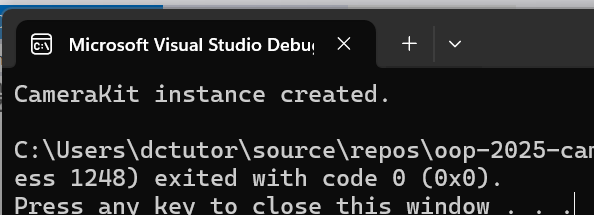 Microsoft Visual Studio Debu
CameraKit instance created.
C:\Users\dctutor\source\repos\oop-2025-cam
ess 1248) exited with code 0 (0x0).
Press any key to close this window . . .